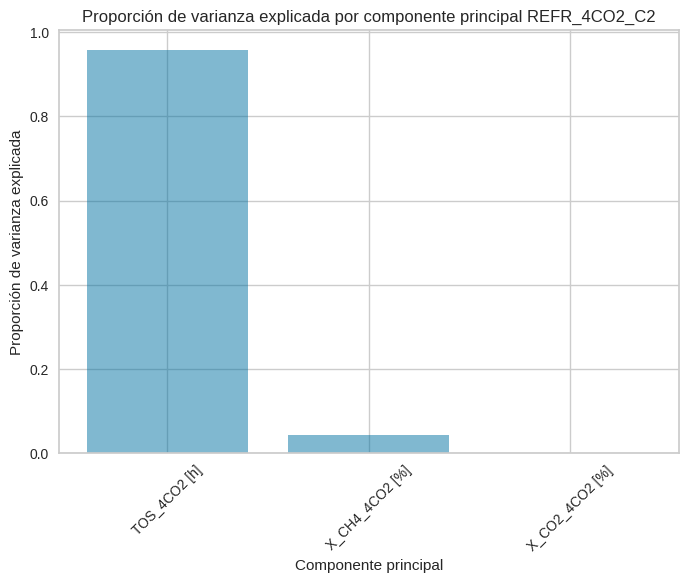 Proporción de varianza explicada por componente principal REFR_4CO2_C2
Proporción de varianza explicada
1.0
0.8
0.6
0.4
0.2
0.0
TOS_4CO2 [h]
X_CH4_4CO2 [%]
X_CO2_4CO2 [%]
Componente principal